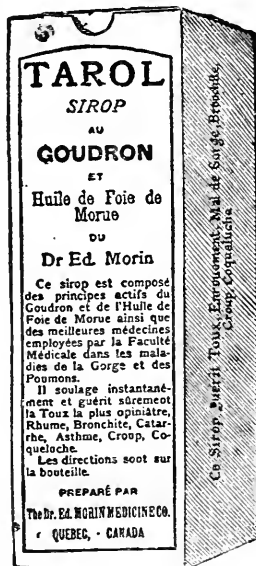 TAROL
SIROP
AU
GOUDRON
ET
Huile de Foie de
Morue
DU
Dr Ed. Morin
Ce sirop est composé
des principes actifs du
Goudron et de l'Huile de
Foie de Morue ainsi que
des meilleures médecines
employées par la Faculté
Médicale dans les mala-
dies de la Gorge et des
Poumons.
Il soulage instantané-
ment et guérit sûrement
la Toux la plus opiniâtre,
Rhume, Bronchite, Catar-
rhe, Asthme, Croup, Co-
queluche.
Les directions sont sur
la bouteille.
PREPARÉ PAR
The Dr. Ed. MORIN MEDICINE CO.
QUEBEC, - CANADA
Ce Sirop Guérit Toux, Enrouement, Mal de Gorge, Bronchite,
Croup, Coqueluche